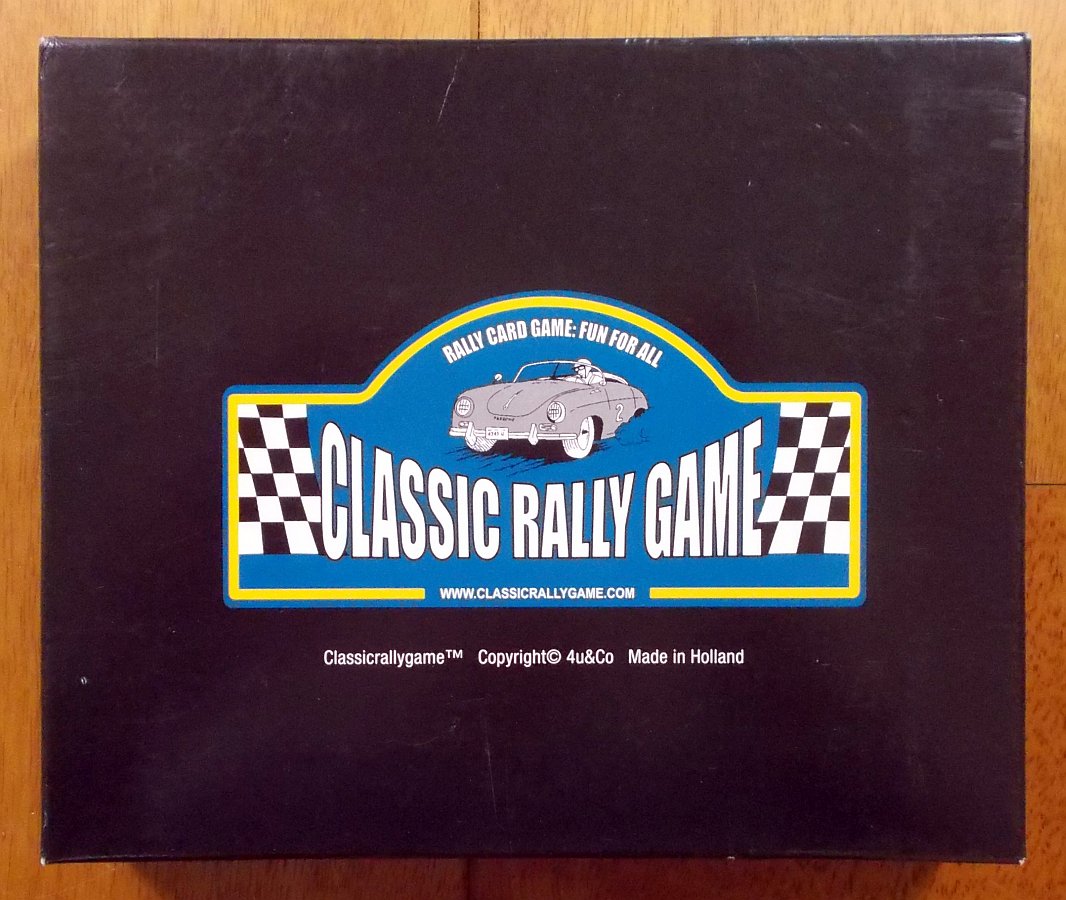 RALLY CARD GAME: FUN FOR ALL
2
CLASSIC RALLY GAME
WWW.CLASSICRALLYGAME.COM
Classicrallygame™ Copyright© 4u&Co Made in Holland